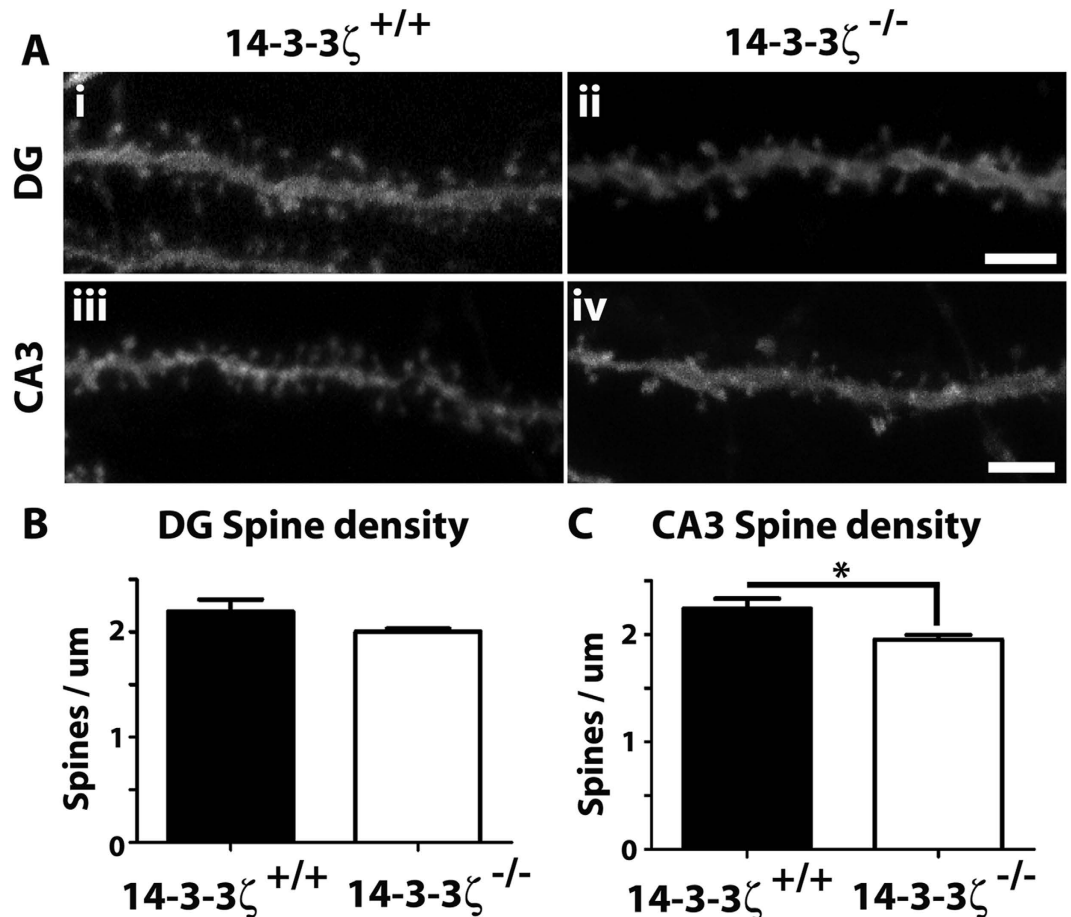 A
14-3-3ζ +/+
14-3-3ζ -/-
DG
i
ii
CA3
iii
iv
B
DG Spine density
Spines / um
2
1
0
14-3-3ζ +/+
14-3-3ζ -/-
C
CA3 Spine density
*
Spines / um
2
1
0
14-3-3ζ +/+
14-3-3ζ -/-